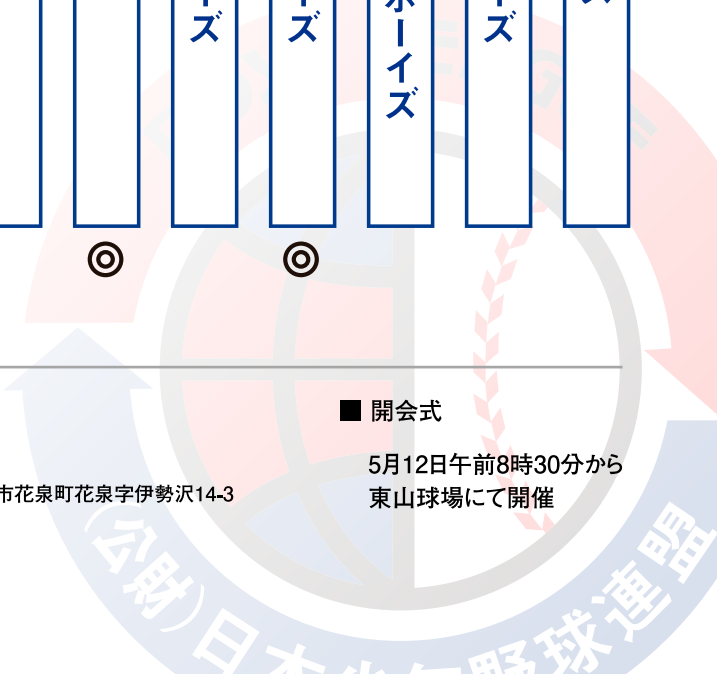 ーズ
ーズ
ボーイズ
ーズ
ズ
◎ ◎
■ 開会式
5月12日午前8時30分から
東山球場にて開催
市花泉町花泉字伊勢沢14-3
(公財)日本少年野球連盟